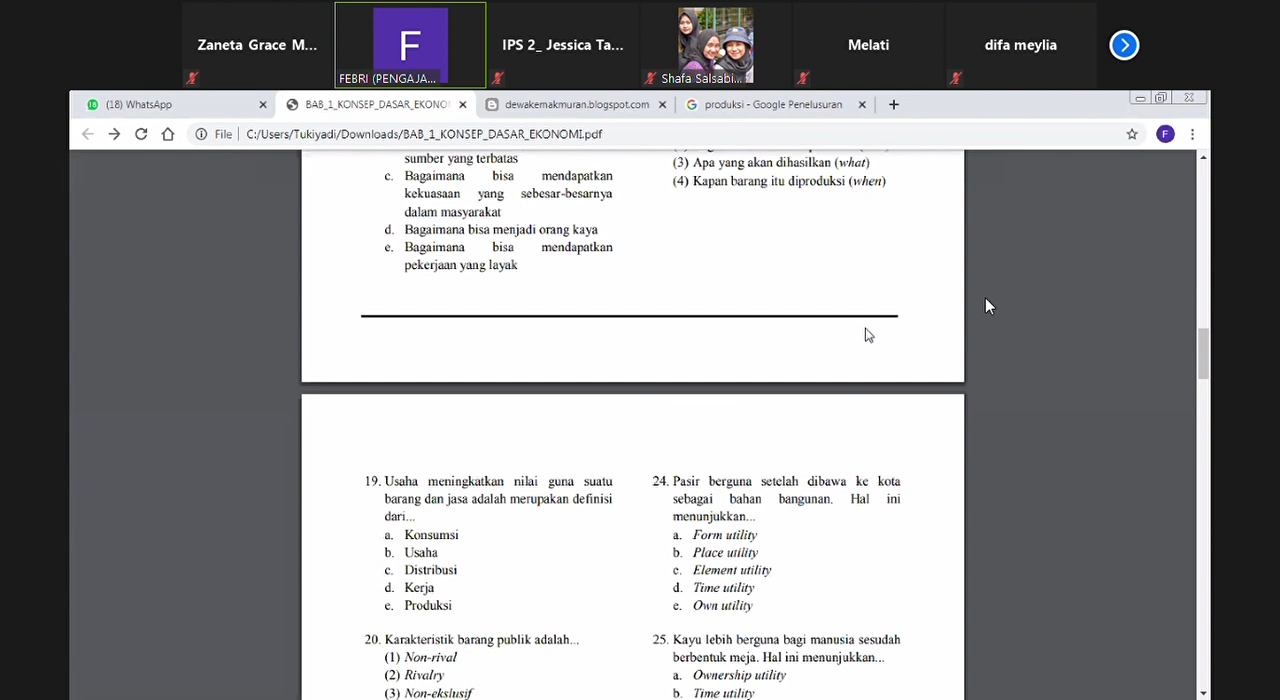 Zaneta Grace M...
F
FEBRI (PENGAJA...
IPS 2_ Jessica Ta...
Shafa Salsabi...
Melati
difa meylia
(18) WhatsApp
BAB_1_KONSEP_DASAR_EKONO
dewakemakmuran.blogspot.com
produksi - Google Penelusuran
File
C:/Users/Tukiyadi/Downloads/BAB_1_KONSEP_DASAR_EKONOMI.pdf
F
sumber yang terbatas
c. Bagaimana bisa mendapatkan
kekuasaan yang sebesar-besarnya
dalam masyarakat
d. Bagaimana bisa menjadi orang kaya
e. Bagaimana bisa mendapatkan
pekerjaan yang layak
(3) Apa yang akan dihasilkan (what)
(4) Kapan barang itu diproduksi (when)
19. Usaha meningkatkan nilai guna suatu
barang dan jasa adalah merupakan definisi
dari...
a. Konsumsi
b. Usaha
c. Distribusi
d. Kerja
e. Produksi
20. Karakteristik barang publik adalah...
(1) Non-rival
(2) Rivalry
(3) Non-ekslusif
24. Pasir berguna setelah dibawa ke kota
sebagai bahan bangunan. Hal ini
menunjukkan...
a. Form utility
b. Place utility
c. Element utility
d. Time utility
e. Own utility
25. Kayu lebih berguna bagi manusia sesudah
berbentuk meja. Hal ini menunjukkan...
a. Ownership utility
b. Time utility